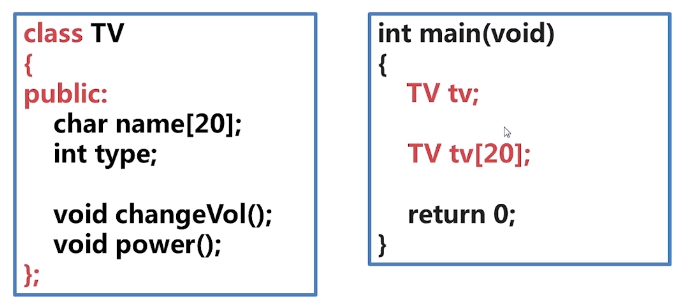 class TV
{
public:
char name[20];
int type;
void changeVol();
void power();
};
int main(void)
{
TV tv;
TV tv[20];
return 0;
}